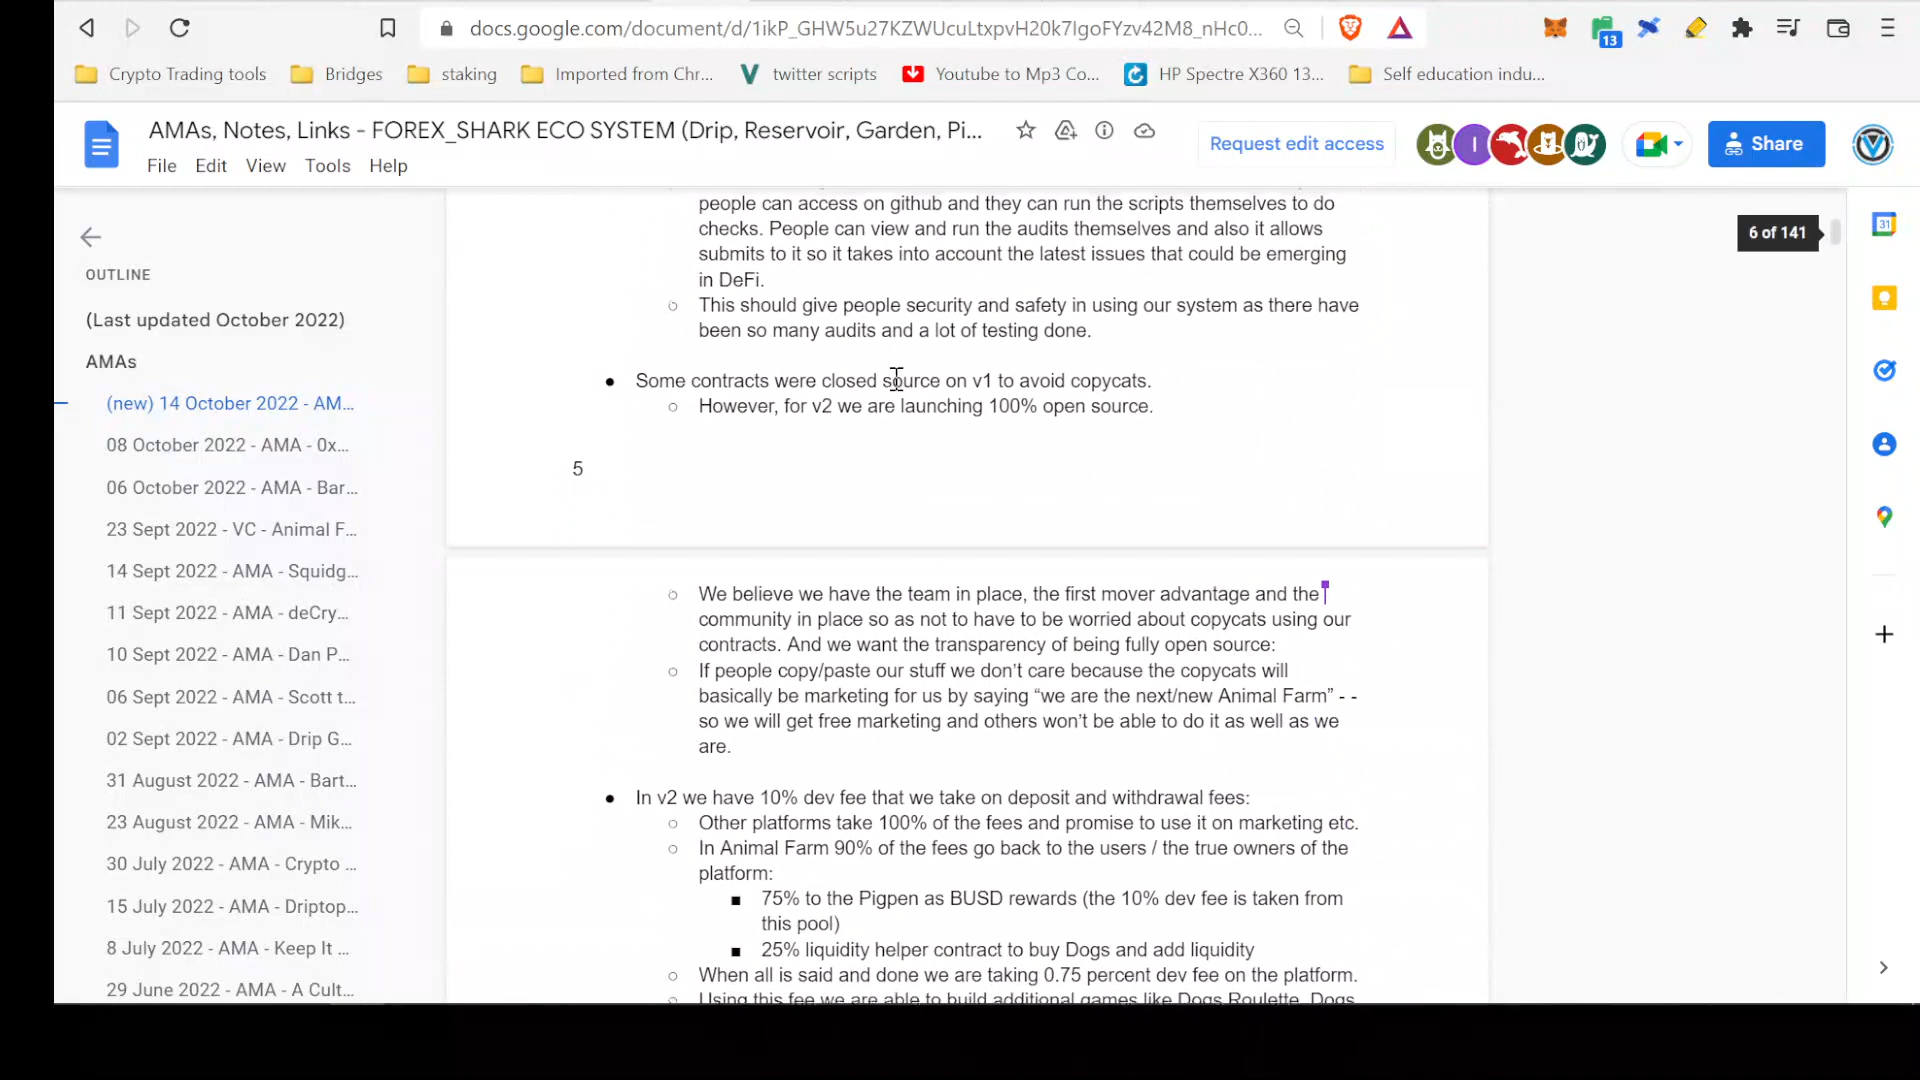 docs.google.com/document/d/1ikP_GHW5u27KZWUcuLtxpvH20k7IgoFYzv42M8_nHc0...
13
Crypto Trading tools
Bridges
staking
Imported from Chr...
twitter scripts
Youtube to Mp3 Co...
HP Spectre X360 13...
Self education indu...
AMAs, Notes, Links - FOREX_SHARK ECO SYSTEM (Drip, Reservoir, Garden, Pi...
Request edit access
I
Share
File Edit View Tools Help
OUTLINE
(Last updated October 2022)
AMAs
(new) 14 October 2022 - AM...
08 October 2022 - AMA - 0x...
06 October 2022 - AMA - Bar...
23 Sept 2022 - VC - Animal F...
14 Sept 2022 - AMA - Squidg...
11 Sept 2022 - AMA - deCry...
10 Sept 2022 - AMA - Dan P...
06 Sept 2022 - AMA - Scott t...
02 Sept 2022 - AMA - Drip G...
31 August 2022 - AMA - Bart...
23 August 2022 - AMA - Mik...
30 July 2022 - AMA - Crypto ...
15 July 2022 - AMA - Driptop...
8 July 2022 - AMA - Keep It ...
29 June 2022 - AMA - A Cult...
people can access on github and they can run the scripts themselves to do
checks. People can view and run the audits themselves and also it allows
submits to it so it takes into account the latest issues that could be emerging
in DeFi.
This should give people security and safety in using our system as there have
been so many audits and a lot of testing done.
Some contracts were closed source on v1 to avoid copycats.
However, for v2 we are launching 100% open source.
5
We believe we have the team in place, the first mover advantage and the
community in place so as not to have to be worried about copycats using our
contracts. And we want the transparency of being fully open source:
If people copy/paste our stuff we don't care because the copycats will
basically be marketing for us by saying “we are the next/new Animal Farm” - -
so we will get free marketing and others won't be able to do it as well as we
are.
In v2 we have 10% dev fee that we take on deposit and withdrawal fees:
Other platforms take 100% of the fees and promise to use it on marketing etc.
In Animal Farm 90% of the fees go back to the users / the true owners of the
platform:
75% to the Pigpen as BUSD rewards (the 10% dev fee is taken from
this pool)
25% liquidity helper contract to buy Dogs and add liquidity
When all is said and done we are taking 0.75 percent dev fee on the platform.
Using this fee we are able to build additional games like Dogs Roulette, Dogs
6 of 141
31